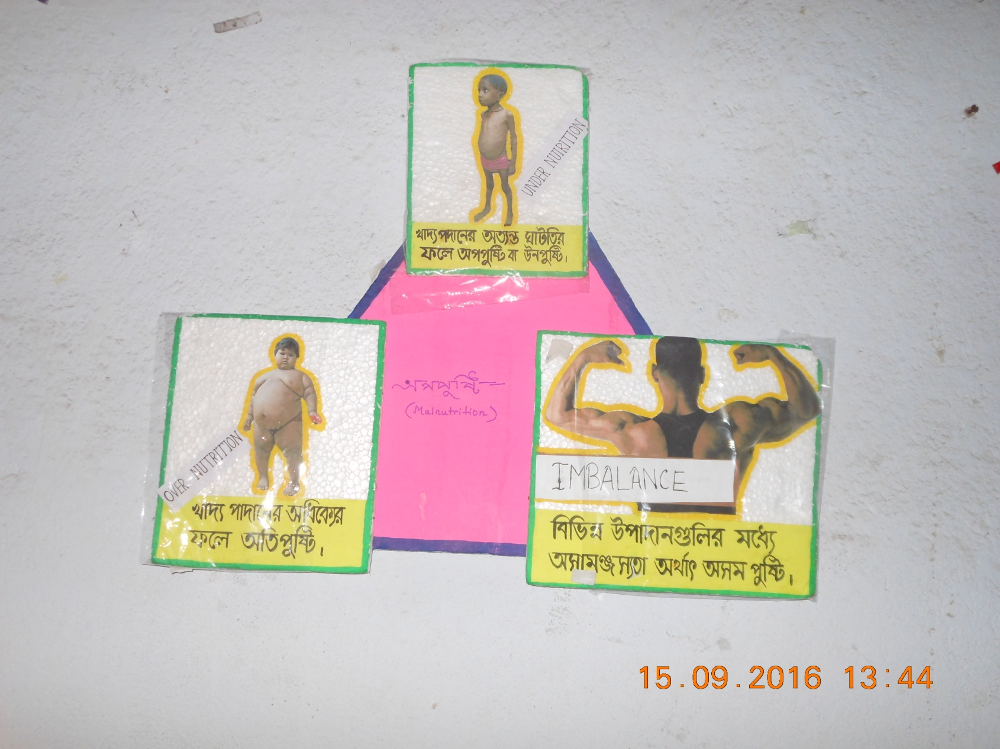 UNDER NUTRITION
খাদ্যপদানের অত্যন্ত ঘাটতির
ফলে অপপুষ্টি বা উনপুষ্টি।
অপপুষ্টি
(Malnutrition)
OVER NUTRITION
খাদ্য পাদানের অধিক্যের
ফলে অতিপুষ্টি।
IMBALANCE
বিভিন্ন উপাদানগুলির মধ্যে
অসামঞ্জস্যতা অর্থাৎ অসম পুষ্টি।
15.09.2016 13:44